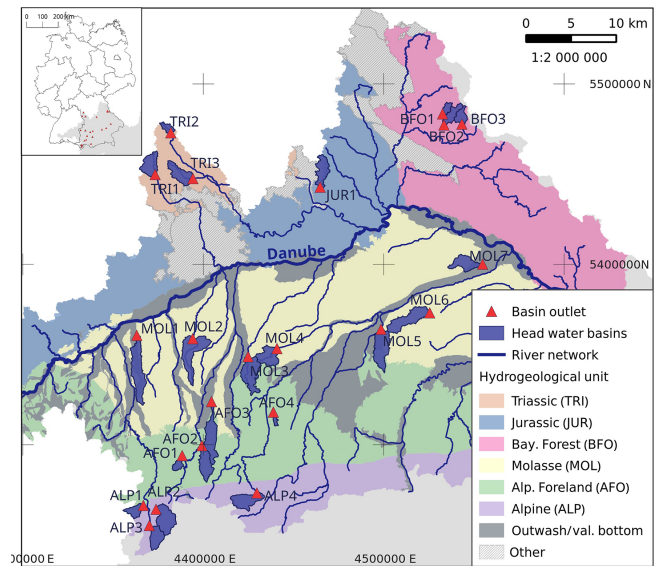 0 100 200 km
0 5 10 km
1:2 000 000
5500000 N
TRI2
BFO1
BFO3
BFO2
TRI3
TRI1
JUR1
Danube
MOL7
5400000 N
MOL6
MOL1
MOL2
MOL4
MOL5
MOL3
AFO3
AFO4
AFO2
AFO1
ALP1
ALP2
ALP4
ALP3
Basin outlet
Head water basins
River network
Hydrogeological unit
Triassic (TRI)
Jurassic (JUR)
Bay. Forest (BFO)
Molasse (MOL)
Alp. Foreland (AFO)
Alpine (ALP)
Outwash/val. bottom
Other
00000 E
4400000 E
4500000 E